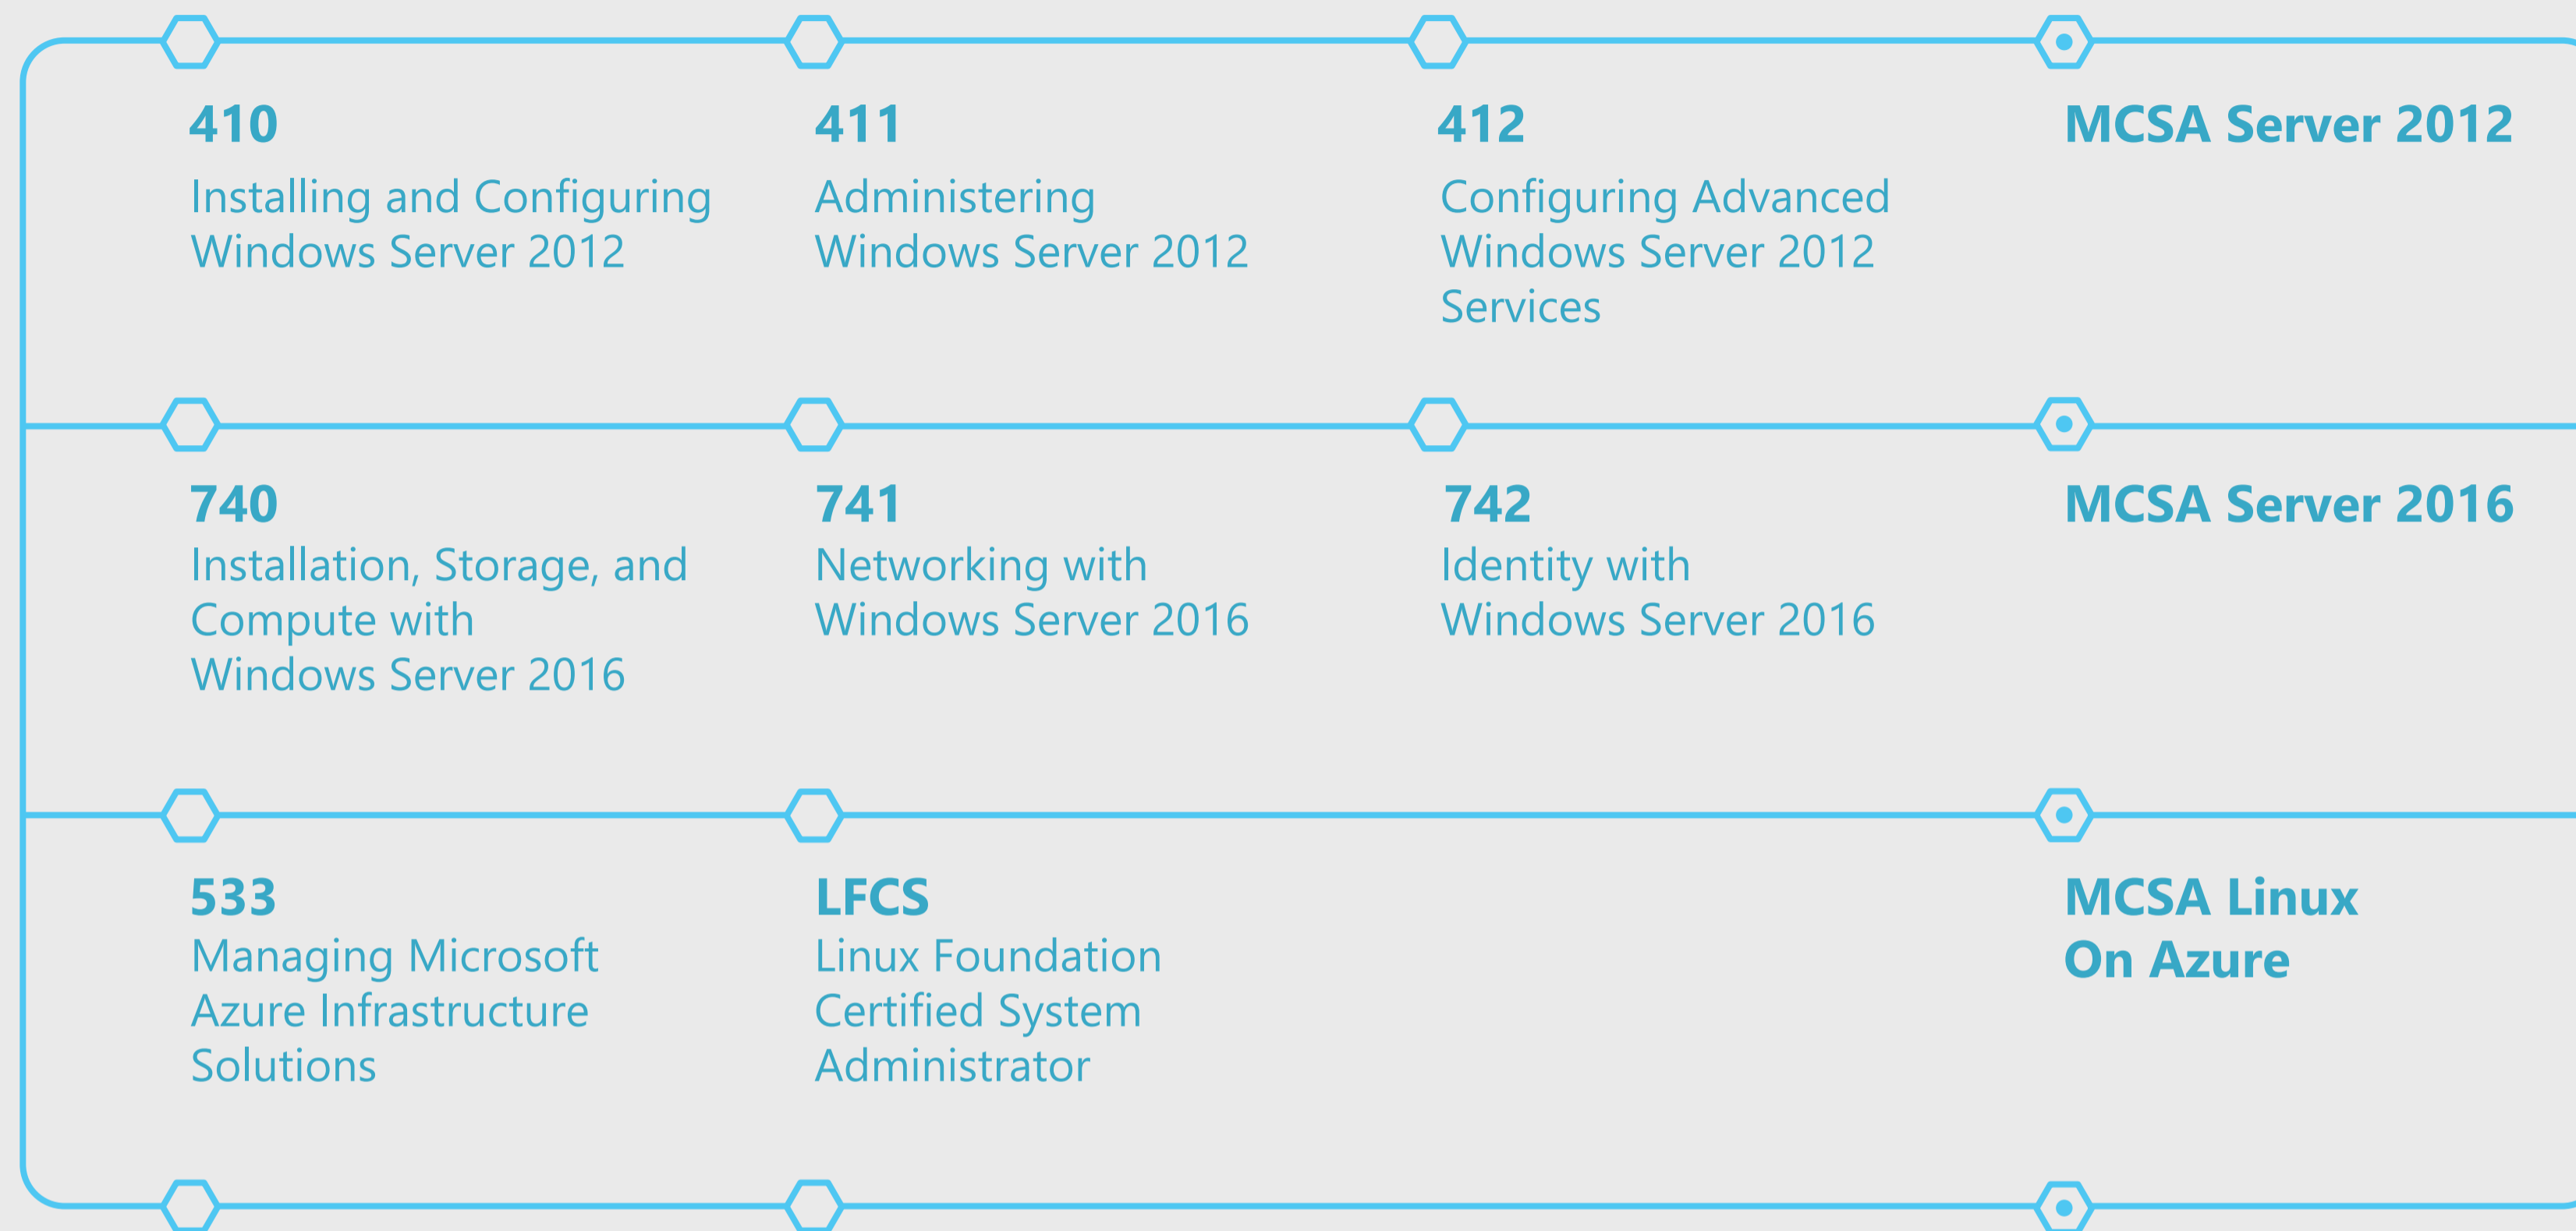 410
Installing and Configuring
Windows Server 2012
411
Administering
Windows Server 2012
412
Configuring Advanced
Windows Server 2012
Services
MCSA Server 2012
740
Installation, Storage, and
Compute with
Windows Server 2016
741
Networking with
Windows Server 2016
742
Identity with
Windows Server 2016
MCSA Server 2016
533
Managing Microsoft
Azure Infrastructure
Solutions
LFCS
Linux Foundation
Certified System
Administrator
MCSA Linux
On Azure